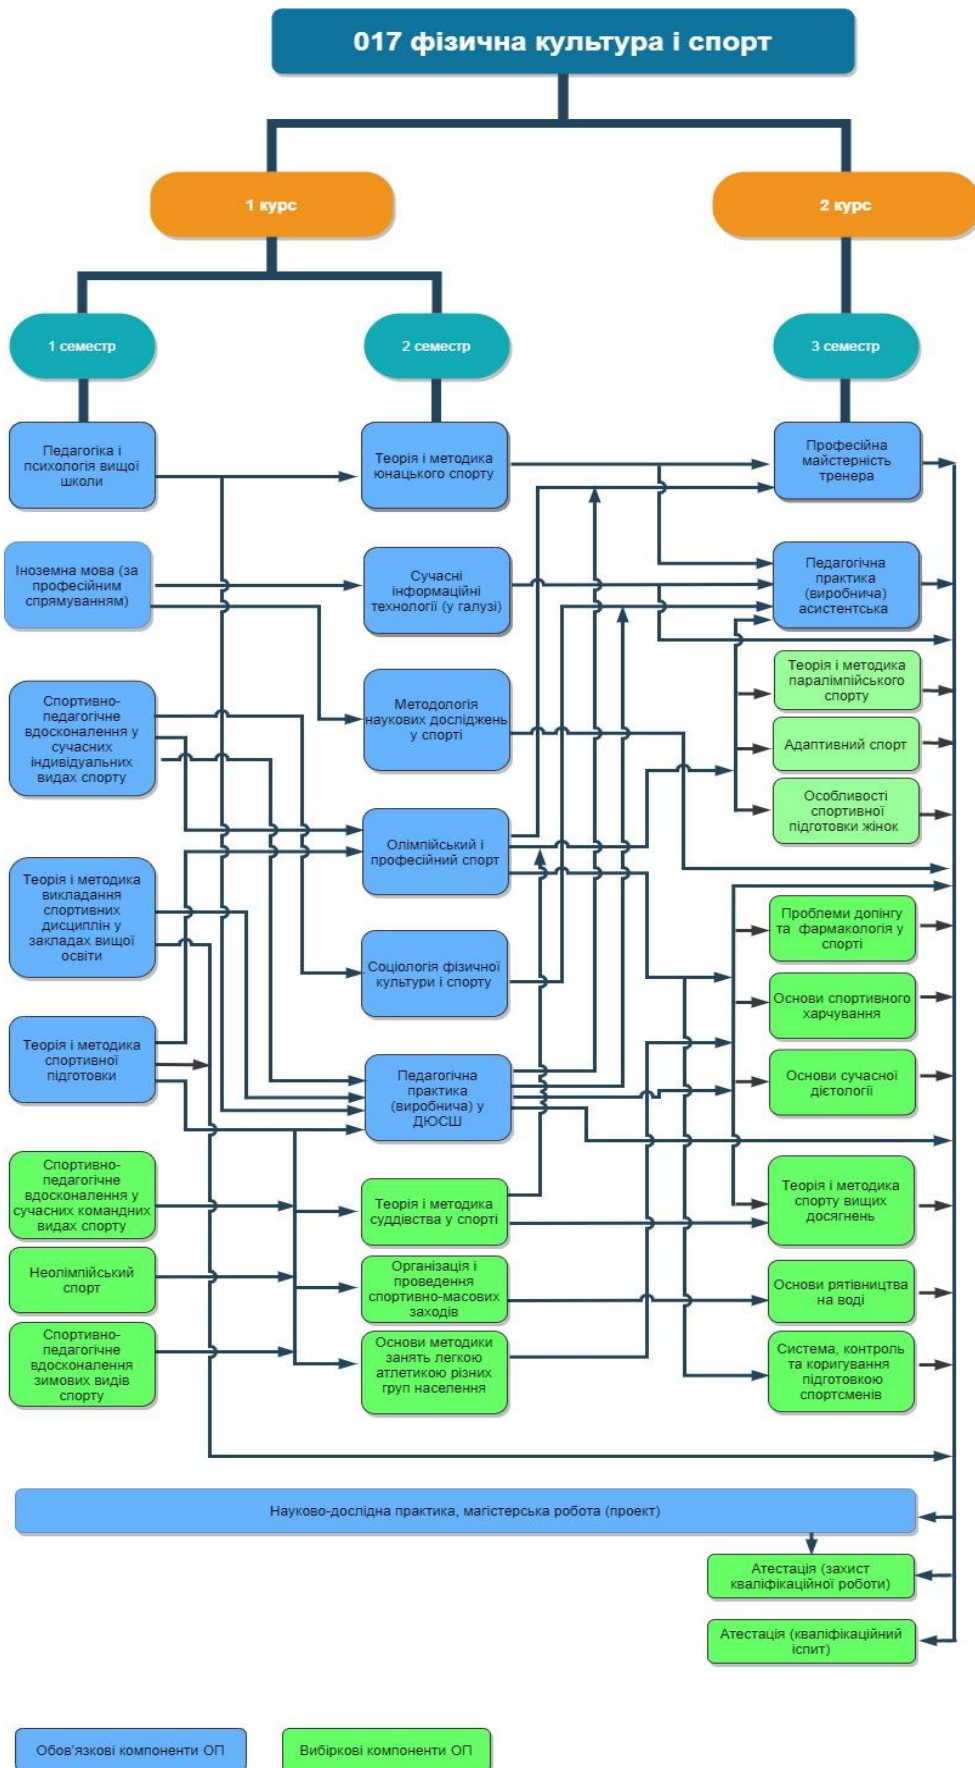 017 фізична культура і спорт
1 курс
2 курс
1 семестр
2 семестр
3 семестр
Педагогіка і
психологія вищої
школи
Іноземна мова (за
професійним
спрямуванням)
Спортивно-
педагогічне
вдосконалення у
сучасних
індивідуальних
видах спорту
Теорія і методика
викладання
спортивних
дисциплін у
закладах вищої
освіти
Теорія і методика
спортивної
підготовки
Спортивно-
педагогічне
вдосконалення у
сучасних командних
видах спорту
Неолімпійський
спорт
Спортивно-
педагогічне
вдосконалення
зимових видів
спорту
Теорія і методика
юнацького спорту
Сучасні
інформаційні
технології (у галузі)
Методологія
наукових досліджень
у спорті
Олімпійський і
професійний спорт
Соціологія фізичної
культури і спорту
Педагогічна
практика
(виробнича) у
ДЮСШ
Теорія і методика
суддівства у спорті
Організація і
проведення
спортивно-масових
заходів
Основи методики
занять легкою
атлетикою різних
груп населення
Професійна
майстерність
тренера
Педагогічна
практика
(виробнича)
асистентська
Теорія і методика
паралімпійського
спорту
Адаптивний спорт
Особливості
спортивної
підготовки жінок
Проблеми допінгу
та фармакологія у
спорті
Основи спортивного
харчування
Основи сучасної
дієтології
Теорія і методика
спорту вищих
досягнень
Основи рятівництва
на воді
Система, контроль
та коригування
підготовкою
спортсменів
Науково-дослідна практика, магістерська робота (проект)
Атестація (захист
кваліфікаційної роботи)
Атестація (кваліфікаційний
іспит)
Обов'язкові компоненти ОП
Вибіркові компоненти ОП